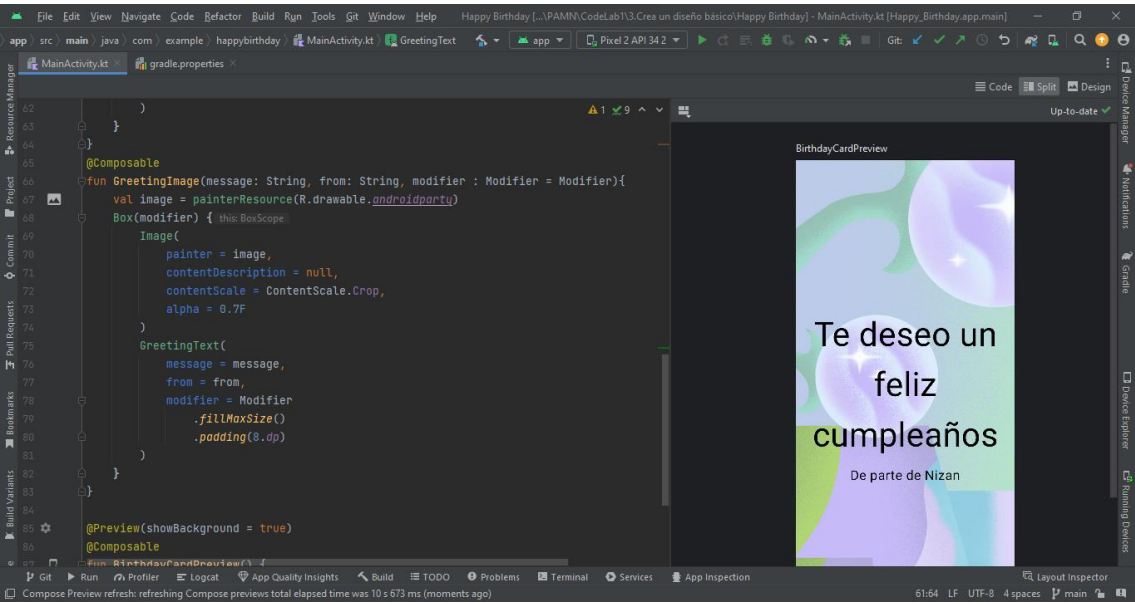 File Edit View Navigate Code Refactor Build Run Tools Git Window Help Happy Birthday [...\PAMN\CodeLab1\3.Crea un diseño básico\Happy Birthday] - MainActivity.kt [Happy_Birthday.app.main]
app src main java com example happybirthday MainActivity.kt GreetingText app Pixel 2 API 34 2 Git:
MainActivity.kt gradle.properties
Code Split Design
62 ) 1 9 Up-to-date
63 }
64 }
65 @Composable
66 fun GreetingImage(message: String, from: String, modifier : Modifier = Modifier){
67 val image = painterResource(R.drawable.androidparty)
68 Box(modifier) { this: BoxScope
69 Image(
70 painter = image,
71 contentDescription = null,
72 contentScale = ContentScale.Crop,
73 alpha = 0.7F
74 )
75 GreetingText(
76 message = message,
77 from = from,
78 modifier = Modifier
79 .fillMaxSize()
80 .padding(8.dp)
81 )
82 }
83 }
84
85 @Preview(showBackground = true)
86 @Composable
87 fun BirthdayCardPreview() {
BirthdayCardPreview
Te deseo un
feliz
cumpleaños
De parte de Nizan
Resource Manager
Project
Commit
Pull Requests
Bookmarks
Build Variants
Device Manager
Notifications
Gradle
Device Explorer
Running Devices
Git Run Profiler Logcat App Quality Insights Build TODO Problems Terminal Services App Inspection Layout Inspector
Compose Preview refresh: refreshing Compose previews total elapsed time was 10 s 673 ms (moments ago) 61:64 LF UTF-8 4 spaces main